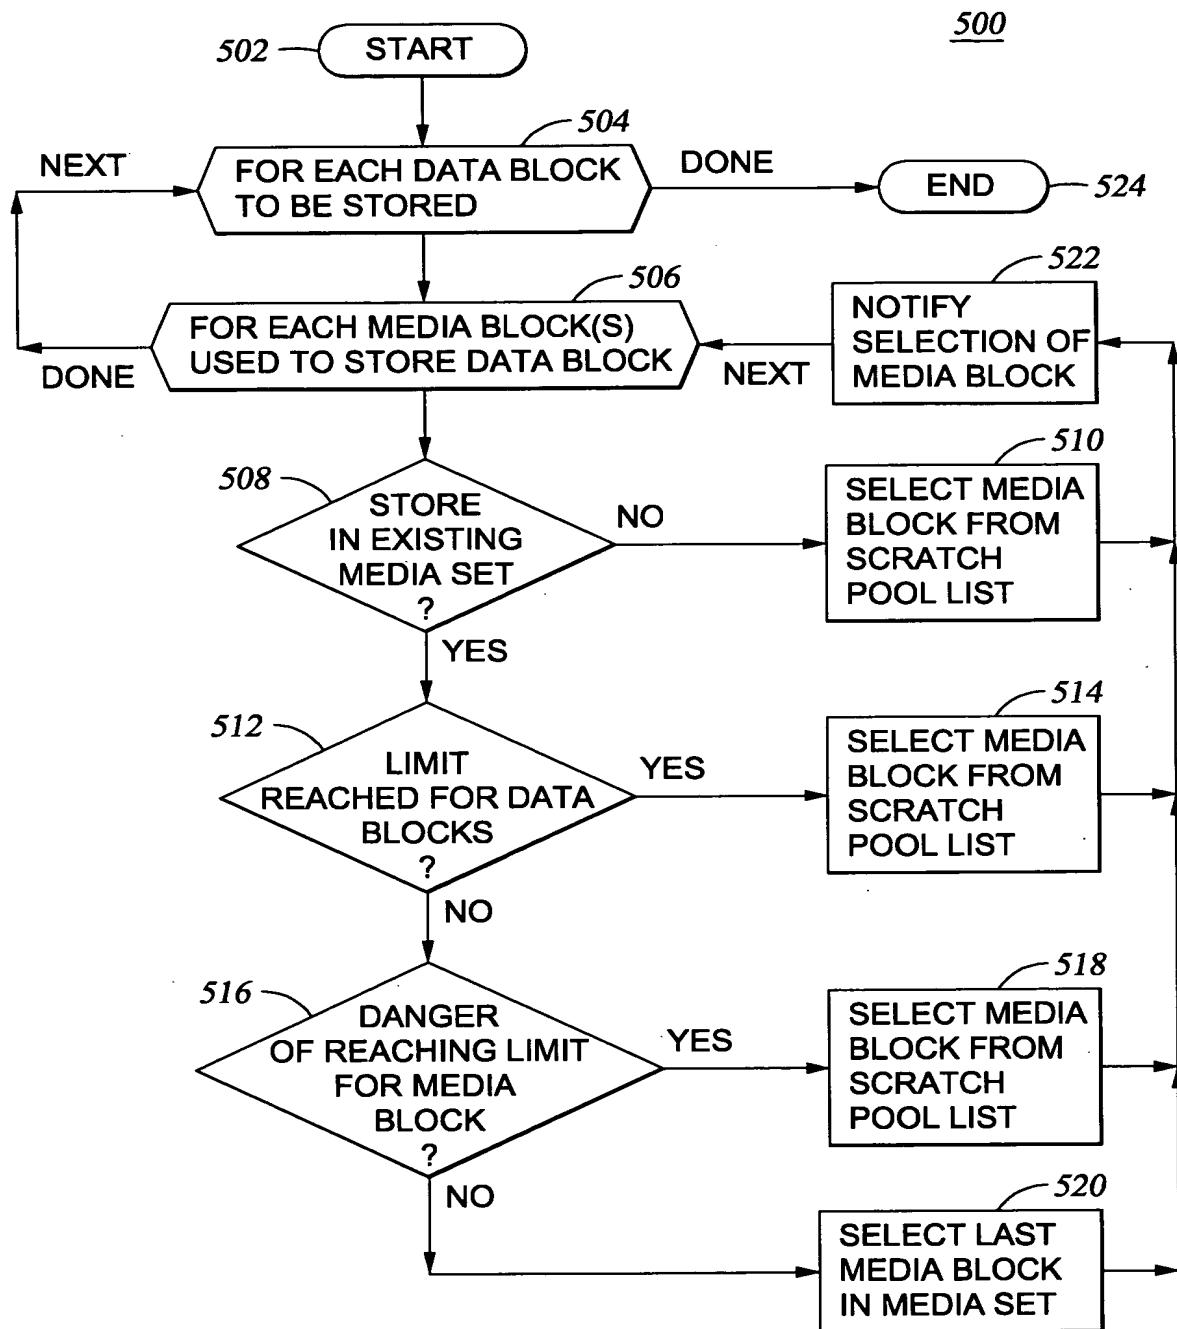 500
502
START
504
NEXT
FOR EACH DATA BLOCK
TO BE STORED
DONE
END
524
506
522
FOR EACH MEDIA BLOCK(S)
USED TO STORE DATA BLOCK
DONE
NEXT
NOTIFY
SELECTION OF
MEDIA BLOCK
508
STORE
IN EXISTING
MEDIA SET
?
NO
510
SELECT MEDIA
BLOCK FROM
SCRATCH
POOL LIST
YES
512
LIMIT
REACHED FOR DATA
BLOCKS
?
YES
514
SELECT MEDIA
BLOCK FROM
SCRATCH
POOL LIST
NO
516
DANGER
OF REACHING LIMIT
FOR MEDIA
BLOCK
?
YES
518
SELECT MEDIA
BLOCK FROM
SCRATCH
POOL LIST
NO
520
SELECT LAST
MEDIA BLOCK
IN MEDIA SET